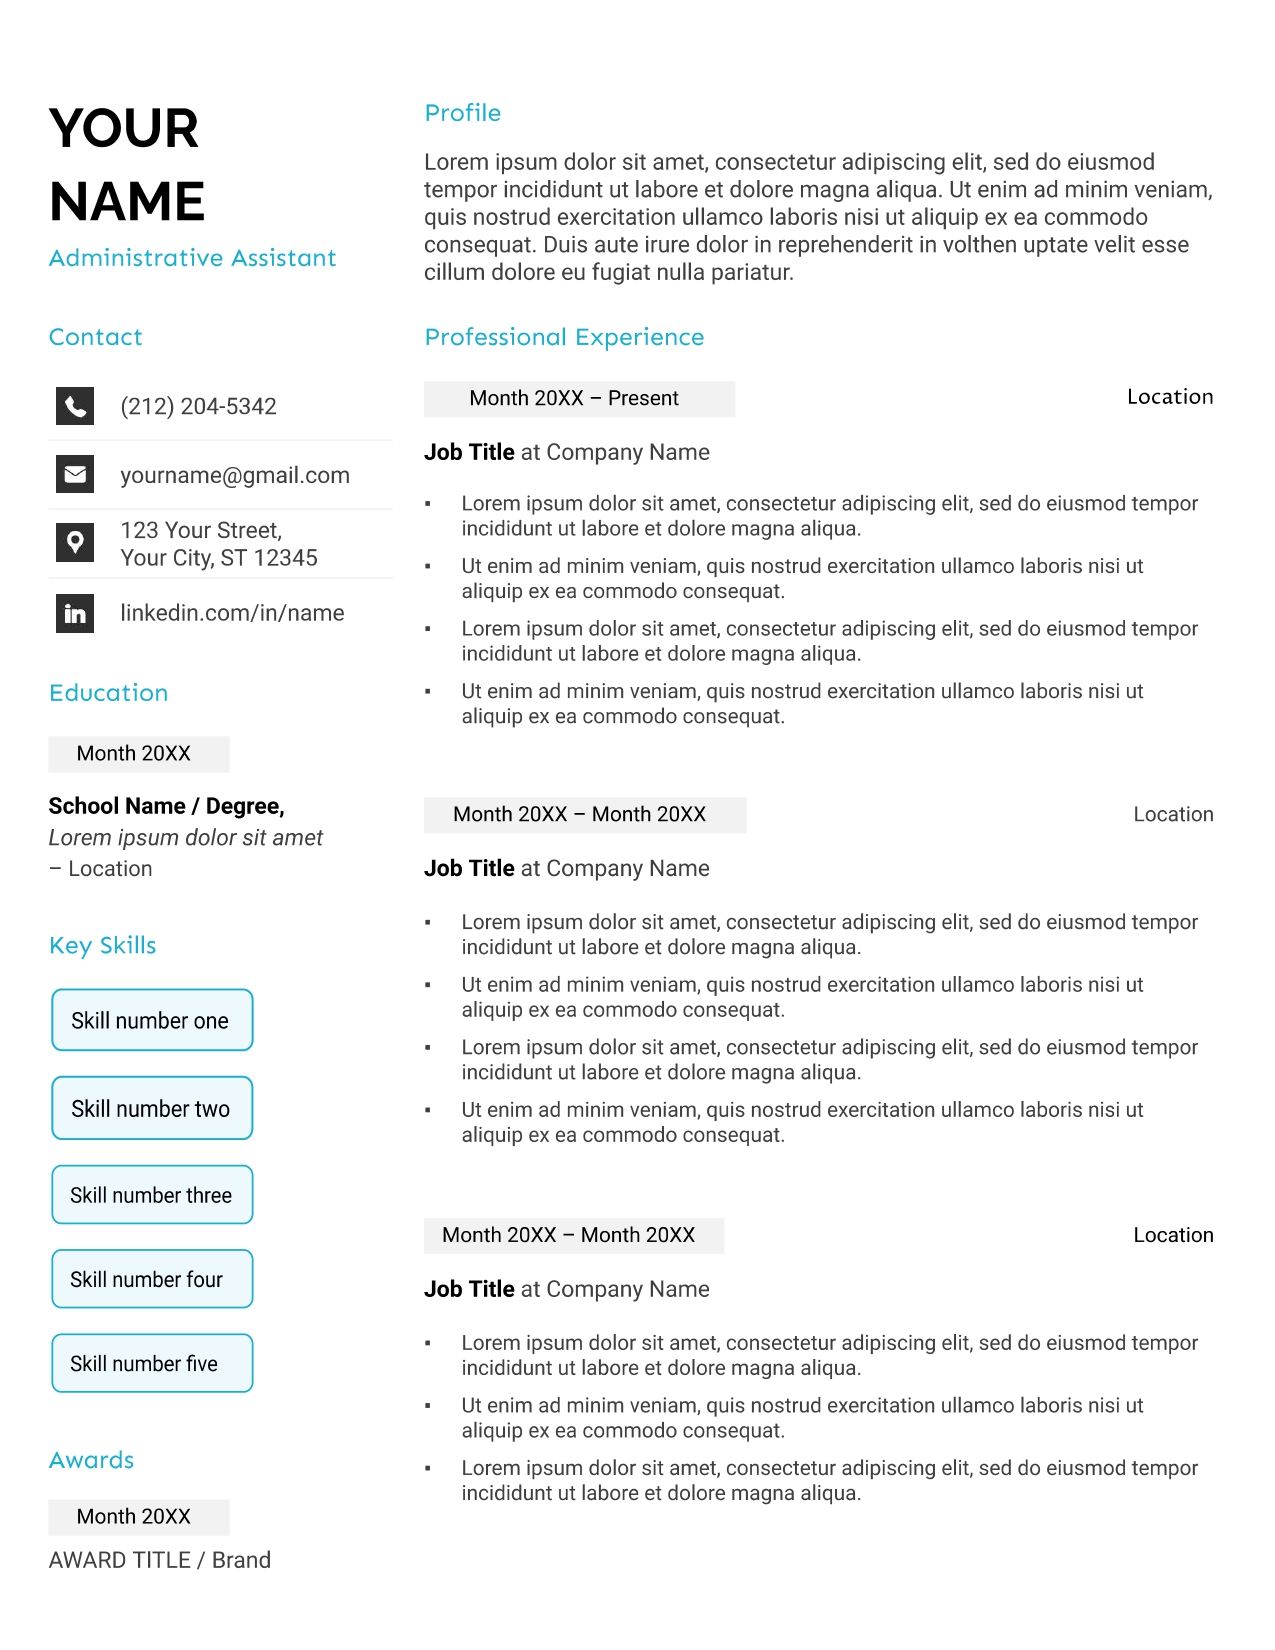 YOUR
NAME
Administrative Assistant
Contact
(212) 204-5342
yourname@gmail.com
123 Your Street,
Your City, ST 12345
in
linkedin.com/in/name
Education
Month 20XX
School Name / Degree,
Lorem ipsum dolor sit amet
– Location
Key Skills
Skill number one
Skill number two
Skill number three
Skill number four
Skill number five
Awards
Month 20XX
AWARD TITLE / Brand
Profile
Lorem ipsum dolor sit amet, consectetur adipiscing elit, sed do eiusmod
tempor incididunt ut labore et dolore magna aliqua. Ut enim ad minim veniam,
quis nostrud exercitation ullamco laboris nisi ut aliquip ex ea commodo
consequat. Duis aute irure dolor in reprehenderit in volthen uptate velit esse
cillum dolore eu fugiat nulla pariatur.
Professional Experience
Month 20XX – Present Location
Job Title at Company Name
▪ Lorem ipsum dolor sit amet, consectetur adipiscing elit, sed do eiusmod tempor
incididunt ut labore et dolore magna aliqua.
▪ Ut enim ad minim veniam, quis nostrud exercitation ullamco laboris nisi ut
aliquip ex ea commodo consequat.
▪ Lorem ipsum dolor sit amet, consectetur adipiscing elit, sed do eiusmod tempor
incididunt ut labore et dolore magna aliqua.
▪ Ut enim ad minim veniam, quis nostrud exercitation ullamco laboris nisi ut
aliquip ex ea commodo consequat.
Month 20XX – Month 20XX Location
Job Title at Company Name
▪ Lorem ipsum dolor sit amet, consectetur adipiscing elit, sed do eiusmod tempor
incididunt ut labore et dolore magna aliqua.
▪ Ut enim ad minim veniam, quis nostrud exercitation ullamco laboris nisi ut
aliquip ex ea commodo consequat.
▪ Lorem ipsum dolor sit amet, consectetur adipiscing elit, sed do eiusmod tempor
incididunt ut labore et dolore magna aliqua.
▪ Ut enim ad minim veniam, quis nostrud exercitation ullamco laboris nisi ut
aliquip ex ea commodo consequat.
Month 20XX – Month 20XX Location
Job Title at Company Name
▪ Lorem ipsum dolor sit amet, consectetur adipiscing elit, sed do eiusmod tempor
incididunt ut labore et dolore magna aliqua.
▪ Ut enim ad minim veniam, quis nostrud exercitation ullamco laboris nisi ut
aliquip ex ea commodo consequat.
▪ Lorem ipsum dolor sit amet, consectetur adipiscing elit, sed do eiusmod tempor
incididunt ut labore et dolore magna aliqua.